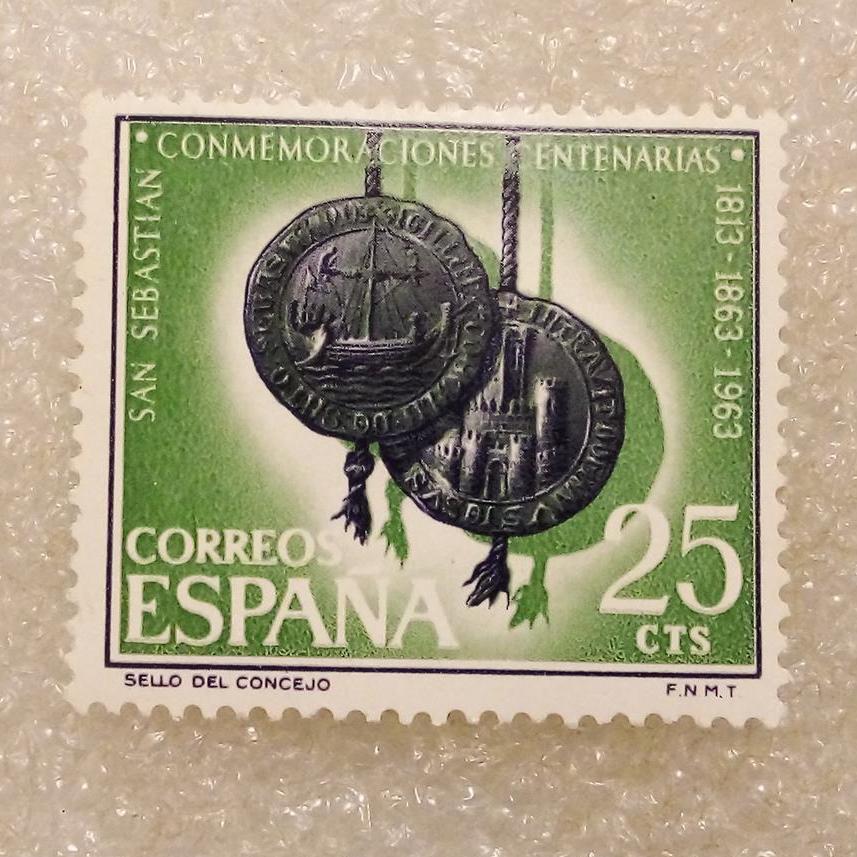 CONMEMORACIONES CENTENARIAS
SAN SEBASTIAN
1813-1863-1963
CORREOS
ESPAÑA
25
CTS
SELLO DEL CONCEJO
F.N.M.T.